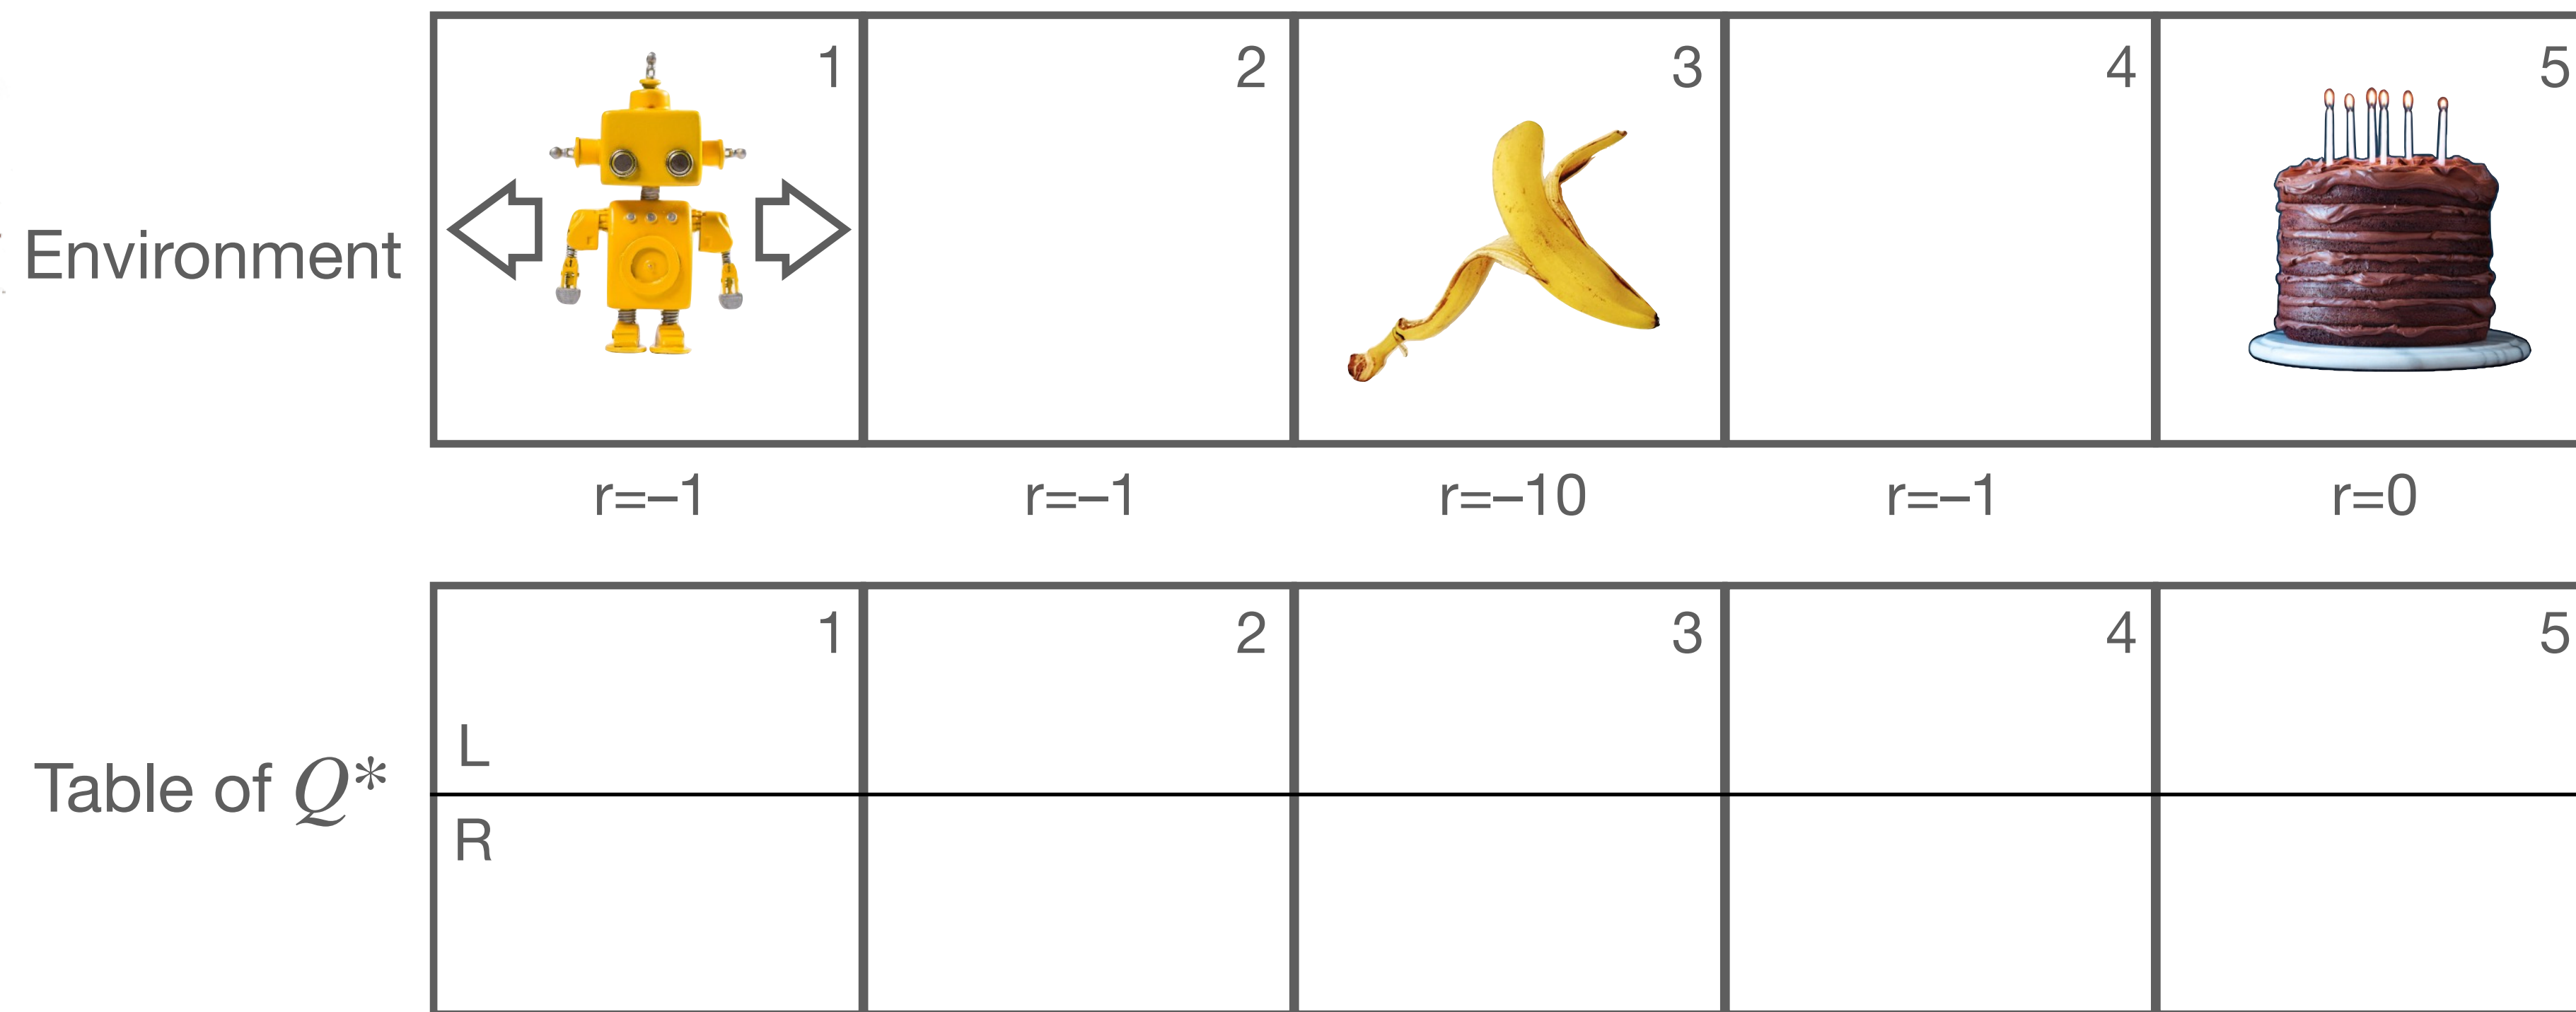 1 2 3 4 5
Environment
r=–1 r=–1 r=–10 r=–1 r=0
1 2 3 4 5
L
Table of Q*
R